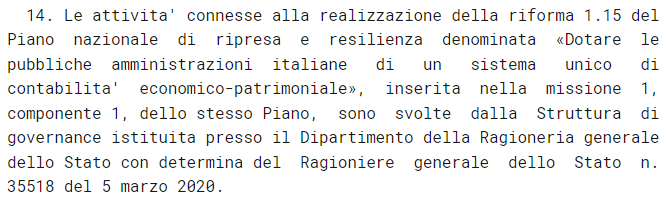 14. Le attivita' connesse alla realizzazione della riforma 1.15 del
Piano nazionale di ripresa e resilienza denominata «Dotare le
pubbliche amministrazioni italiane di un sistema unico di
contabilita' economico-patrimoniale», inserita nella missione 1,
componente 1, dello stesso Piano, sono svolte dalla Struttura di
governance istituita presso il Dipartimento della Ragioneria generale
dello Stato con determina del Ragioniere generale dello Stato n.
35518 del 5 marzo 2020.